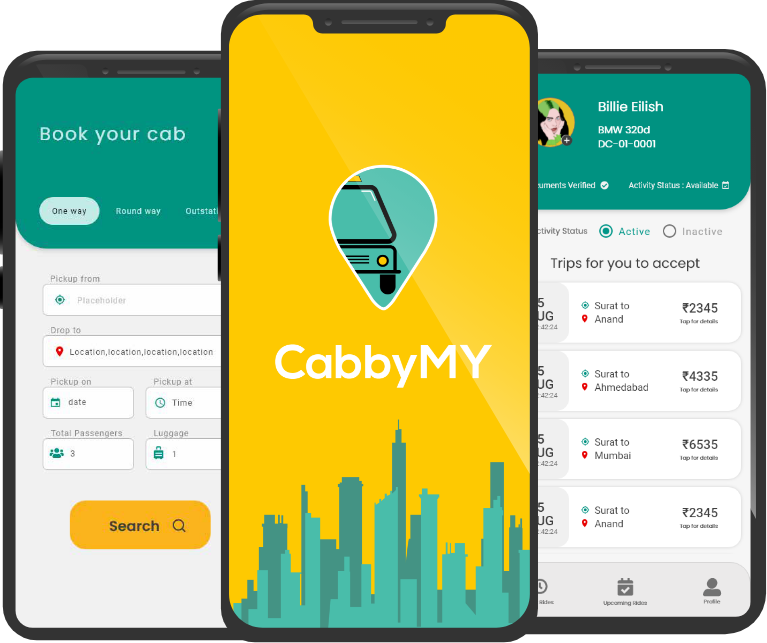 Book your cab
One way
Round way
Outstati
Pickup from
Placeholder
Drop to
Location,location,location,location
Pickup on
Pickup at
date
Time
Total Passengers
Luggage
3
1
Search
CabbyMY
Billie Eilish
BMW 320d
DC-01-0001
cuments Verified
Activity Status : Available
ctivity Status
Active
Inactive
Trips for you to accept
5
UG
:42:24
Surat to
Anand
₹2345
Tap for details
5
UG
:42:24
Surat to
Ahmedabad
₹4335
Tap for details
5
UG
:42:24
Surat to
Mumbai
₹6535
Tap for details
5
UG
:42:24
Surat to
Anand
₹2345
Tap for details
Rides
Upcoming Rides
Profile